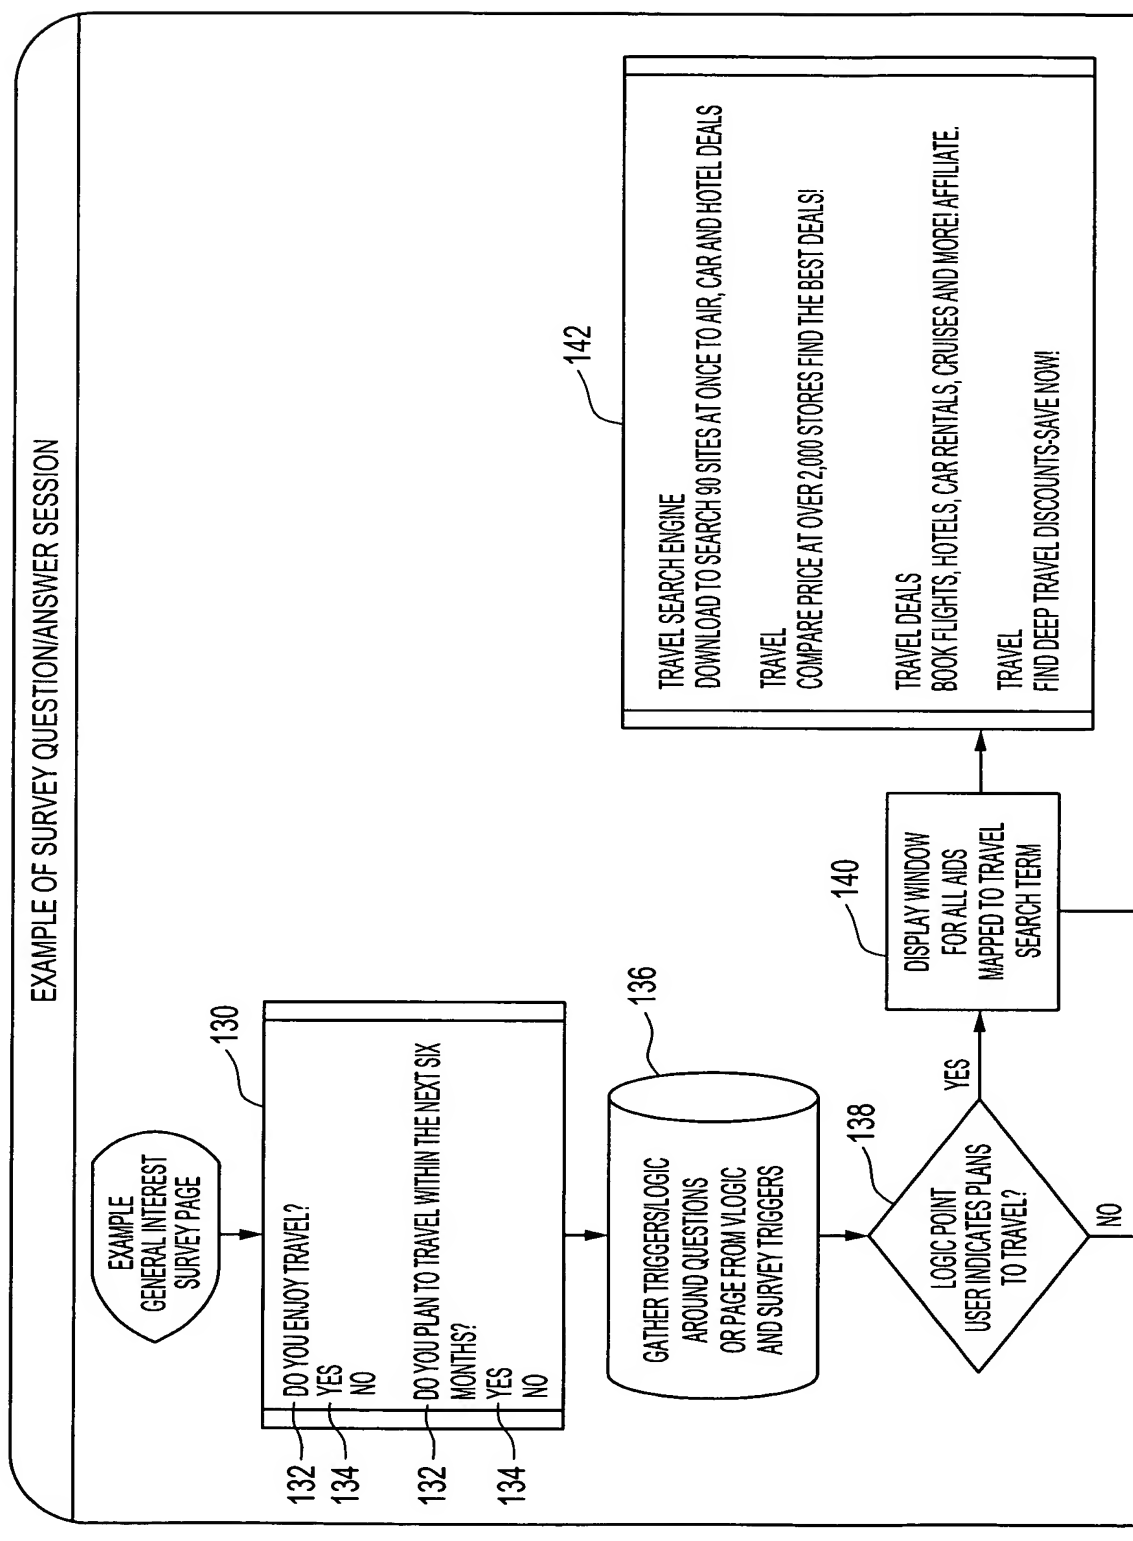 EXAMPLE OF SURVEY QUESTION/ANSWER SESSION
EXAMPLE
GENERAL INTEREST
SURVEY PAGE
130
132
DO YOU ENJOY TRAVEL?
134
YES
NO
132
DO YOU PLAN TO TRAVEL WITHIN THE NEXT SIX
MONTHS?
134
YES
NO
136
GATHER TRIGGERS/LOGIC
AROUND QUESTIONS
OR PAGE FROM VLOGIC
AND SURVEY TRIGGERS
138
LOGIC POINT
USER INDICATES PLANS
TO TRAVEL?
YES
NO
140
DISPLAY WINDOW
FOR ALL AIDS
MAPPED TO TRAVEL
SEARCH TERM
142
TRAVEL SEARCH ENGINE
DOWNLOAD TO SEARCH 90 SITES AT ONCE TO AIR, CAR AND HOTEL DEALS
TRAVEL
COMPARE PRICE AT OVER 2,000 STORES FIND THE BEST DEALS!
TRAVEL DEALS
BOOK FLIGHTS, HOTELS, CAR RENTALS, CRUISES AND MORE! AFFILIATE.
TRAVEL
FIND DEEP TRAVEL DISCOUNTS-SAVE NOW!